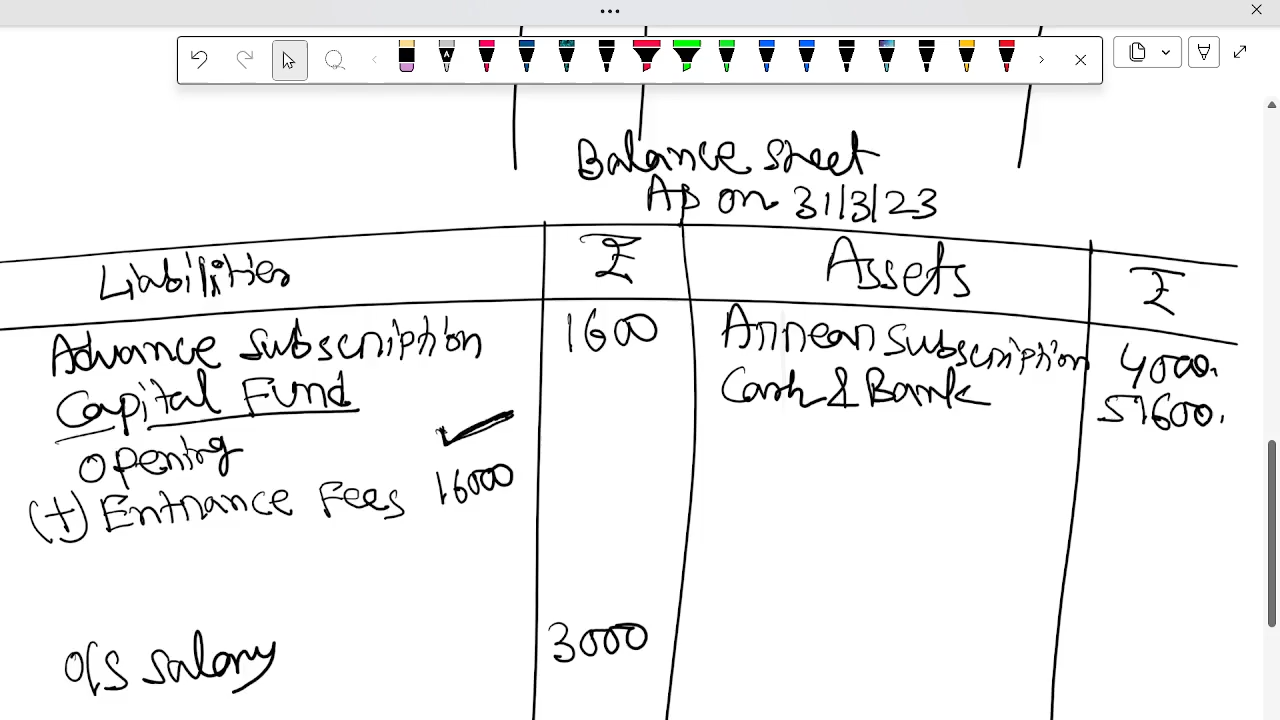 Balance sheet
As on 31/3/23
Liabilities ₹ Assets ₹
Advance subscription 1600 Arrear subscription 4000.
Capital Fund Cash & Bank 57600.
Opening
(+) Entrance Fees 16000
O/S salary 3000